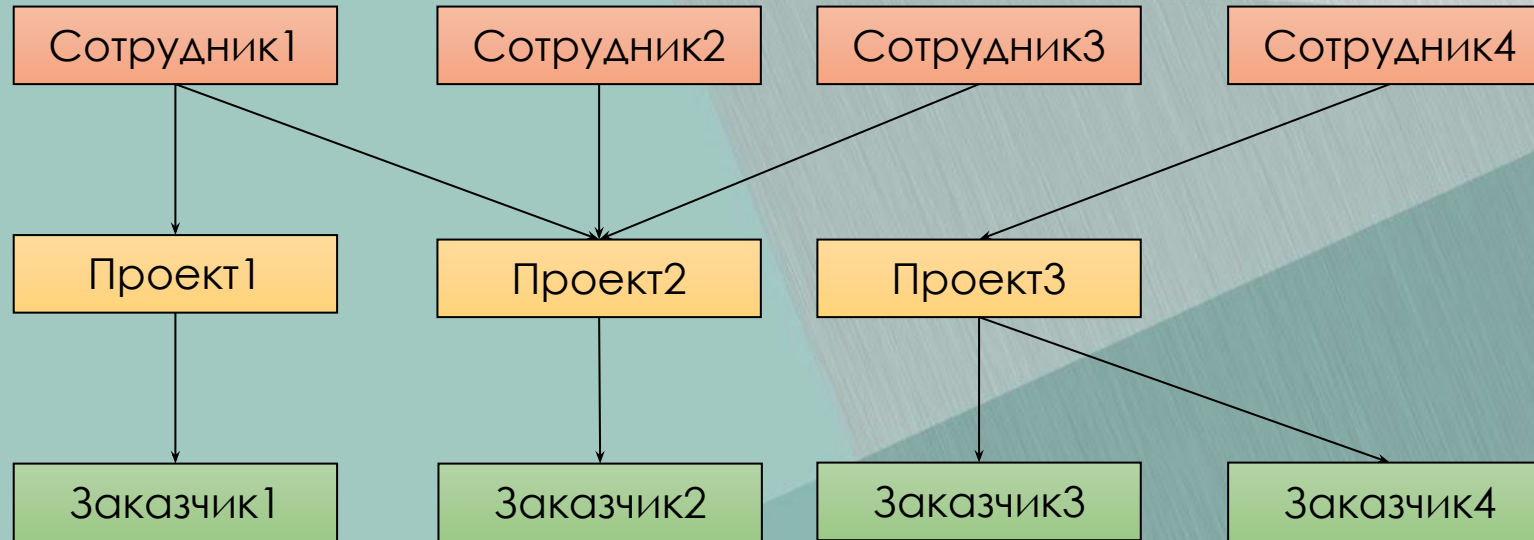 Сотрудник1
Сотрудник2
Сотрудник3
Сотрудник4
Проект1
Проект2
Проект3
Заказчик1
Заказчик2
Заказчик3
Заказчик4